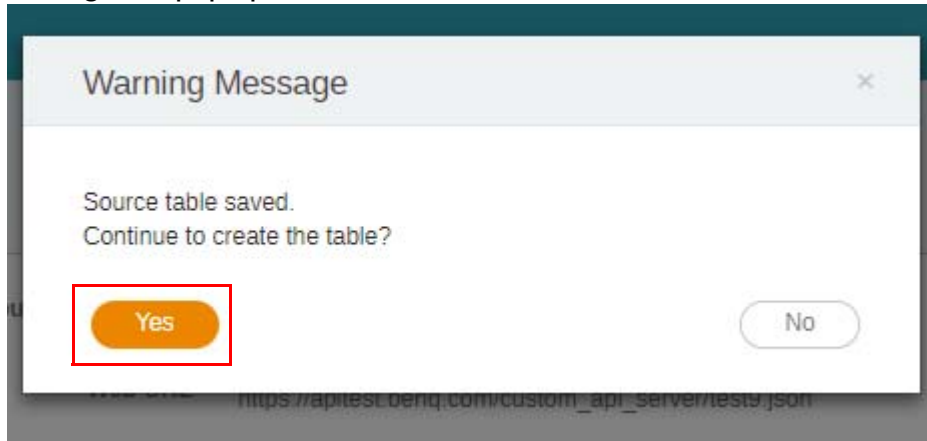 Warning Message
×
Source table saved.
Continue to create the table?
Yes
No
https://apitest.benq.com/custom_api_server/test9.json